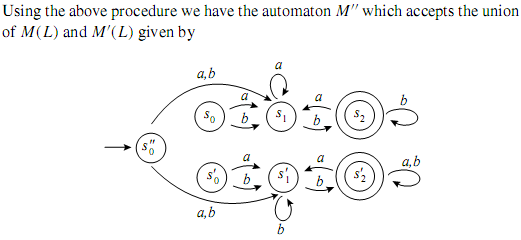 Using the above procedure we have the automaton M″ which accepts the union
of M(L) and M′(L) given by
a
a,b
a
a
b
s₀
b
s₁
b
s₂
s″₀
a
a
a,b
s′₀
b
s′₁
b
s′₂
a,b
b